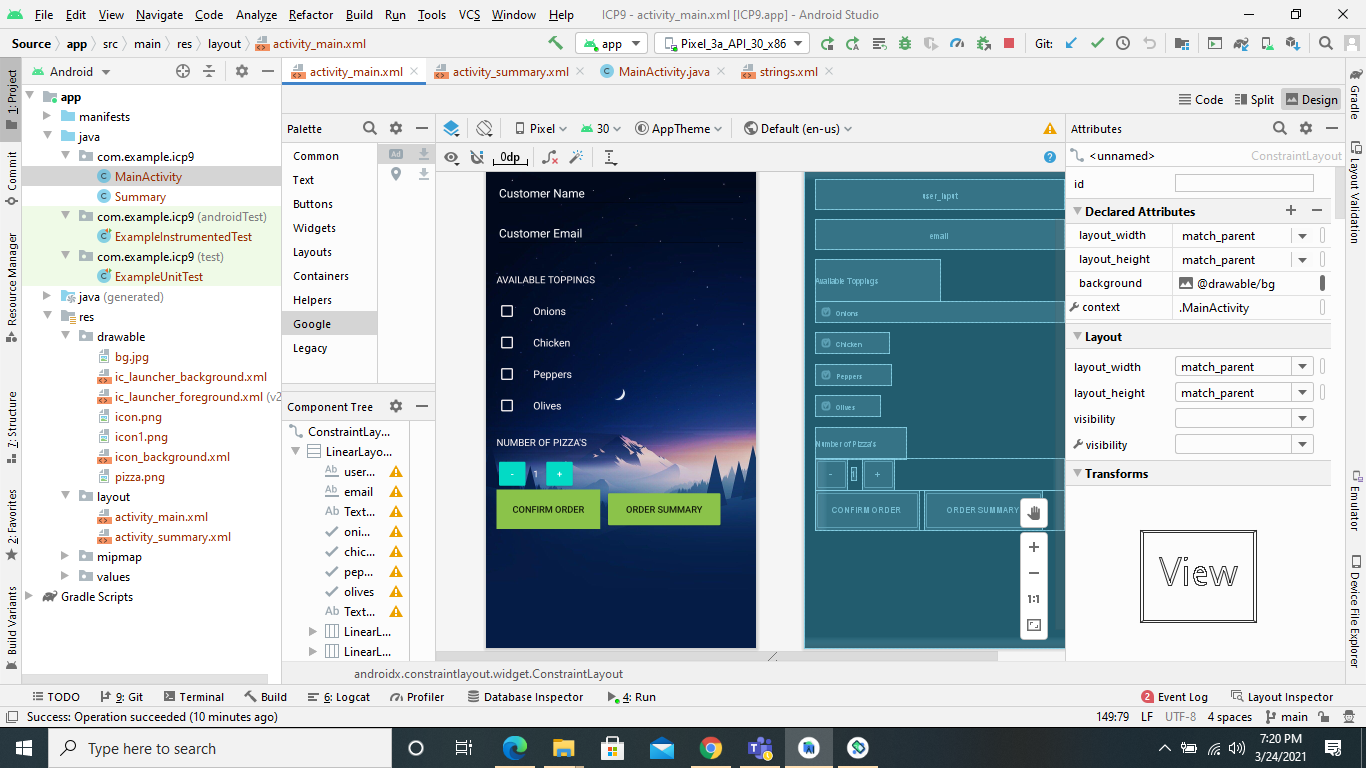 File Edit View Navigate Code Analyze Refactor Build Run Tools VCS Window Help ICP9 - activity_main.xml [ICP9.app] - Android Studio
Source app src main res layout activity_main.xml app Pixel_3a_API_30_x86 Git:
1: Project
Commit
Resource Manager
7: Structure
2: Favorites
Build Variants
Android
app
manifests
java
com.example.icp9
MainActivity
Summary
com.example.icp9 (androidTest)
ExampleInstrumentedTest
com.example.icp9 (test)
ExampleUnitTest
java (generated)
res
drawable
bg.jpg
ic_launcher_background.xml
ic_launcher_foreground.xml (v2
icon.png
icon1.png
icon_background.xml
pizza.png
layout
activity_main.xml
activity_summary.xml
mipmap
values
Gradle Scripts
activity_main.xml activity_summary.xml MainActivity.java strings.xml
Code Split Design
Palette
Common
Text
Buttons
Widgets
Layouts
Containers
Helpers
Google
Legacy
Ad
Component Tree
ConstraintLay...
LinearLayo...
Ab user...
Ab email
Ab Text...
oni...
chic...
pep...
olives
Ab Text...
LinearL...
LinearL...
Pixel 30 AppTheme Default (en-us)
0dp
Customer Name
Customer Email
AVAILABLE TOPPINGS
Onions
Chicken
Peppers
Olives
NUMBER OF PIZZA'S
- 1 +
CONFIRM ORDER ORDER SUMMARY
user_input
email
Available Toppings
Onions
Chicken
Peppers
Olives
Number of Pizza's
- 1 +
CONFIRM ORDER ORDER SUMMARY
1:1
Attributes
<unnamed> ConstraintLayout
id
Declared Attributes
layout_width match_parent
layout_height match_parent
background @drawable/bg
context .MainActivity
Layout
layout_width match_parent
layout_height match_parent
visibility
visibility
Transforms
View
Gradle
Layout Validation
Emulator
Device File Explorer
androidx.constraintlayout.widget.ConstraintLayout
TODO 9: Git Terminal Build 6: Logcat Profiler Database Inspector 4: Run 2 Event Log Layout Inspector
Success: Operation succeeded (10 minutes ago) 149:79 LF UTF-8 4 spaces main
Type here to search
7:20 PM
3/24/2021